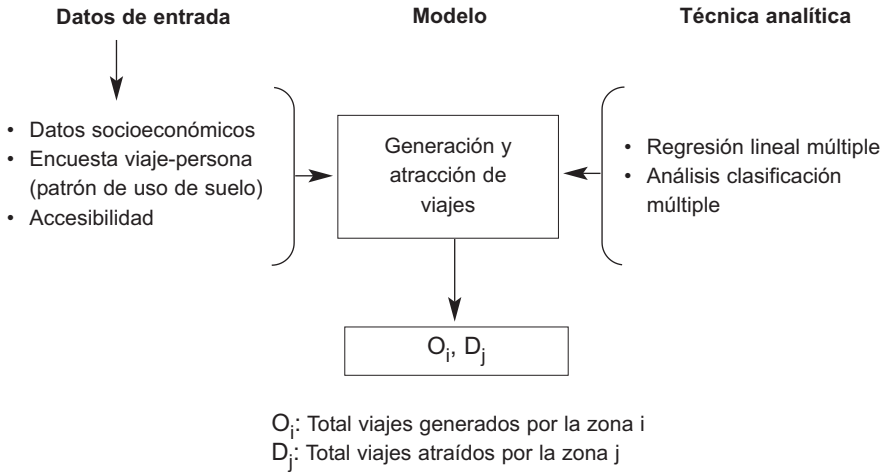 Datos de entrada
Modelo
Técnica analítica
• Datos socioeconómicos
• Encuesta viaje-persona
(patrón de uso de suelo)
• Accesibilidad
Generación y
atracción de
viajes
• Regresión lineal múltiple
• Análisis clasificación
múltiple
Oi, Dj
Oi: Total viajes generados por la zona i
Dj: Total viajes atraídos por la zona j